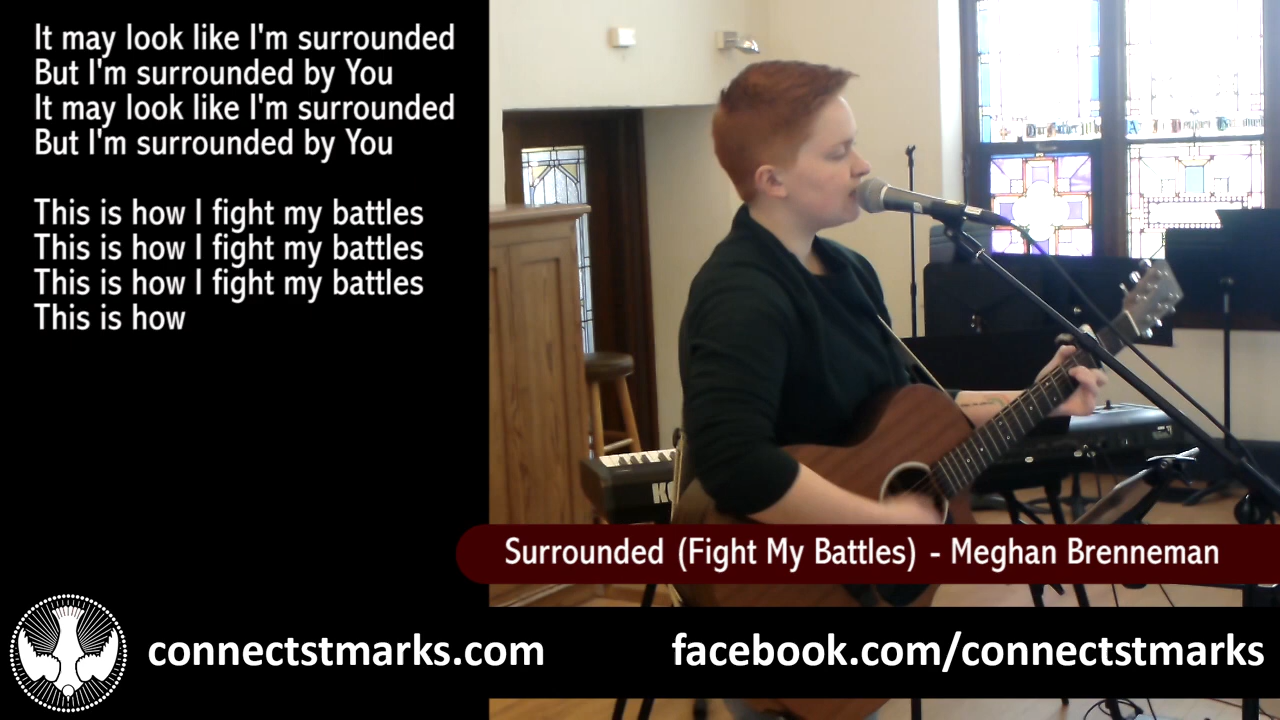 It may look like I'm surrounded
But I'm surrounded by You
It may look like I'm surrounded
But I'm surrounded by You
This is how I fight my battles
This is how I fight my battles
This is how I fight my battles
This is how
Surrounded (Fight My Battles) - Meghan Brenneman
connectstmarks.com
facebook.com/connectstmarks